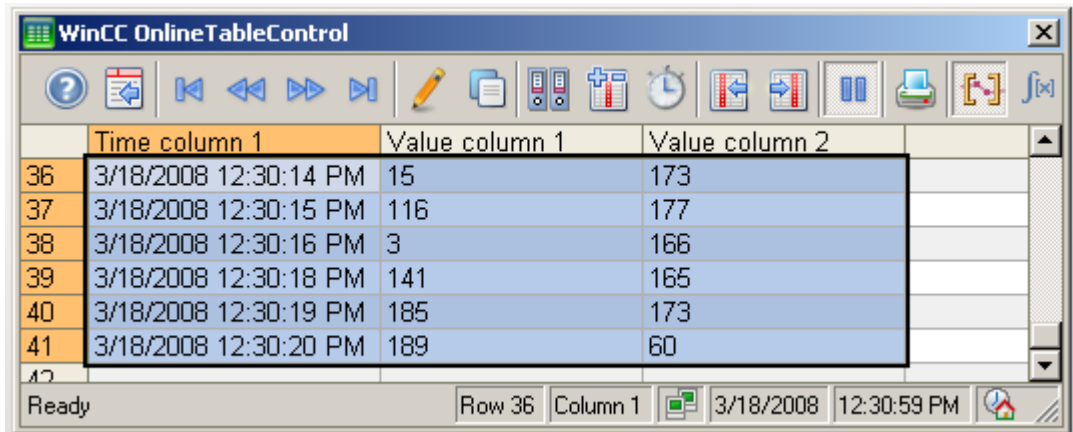 WinCC OnlineTableControl
Time column 1 Value column 1 Value column 2
36 3/18/2008 12:30:14 PM 15 173
37 3/18/2008 12:30:15 PM 116 177
38 3/18/2008 12:30:16 PM 3 166
39 3/18/2008 12:30:18 PM 141 165
40 3/18/2008 12:30:19 PM 185 173
41 3/18/2008 12:30:20 PM 189 60
42
Ready Row 36 Column 1 3/18/2008 12:30:59 PM